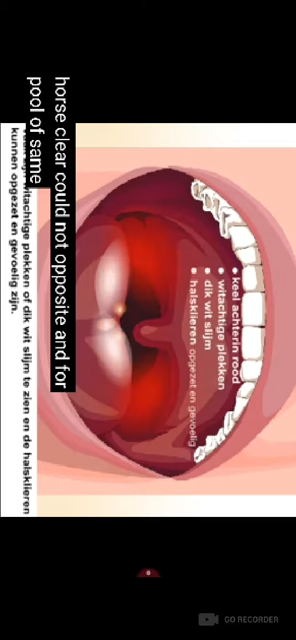 horse clear could not opposite and for
pool of same
• keel achterin rood
• witachtige plekken
• dik wit slijm
• halsklieren opgezet en gevoelig
witachtige plekken of dik wit slijm te zien en de halsklieren
kunnen opgezet en gevoelig zijn.
GO RECORDER